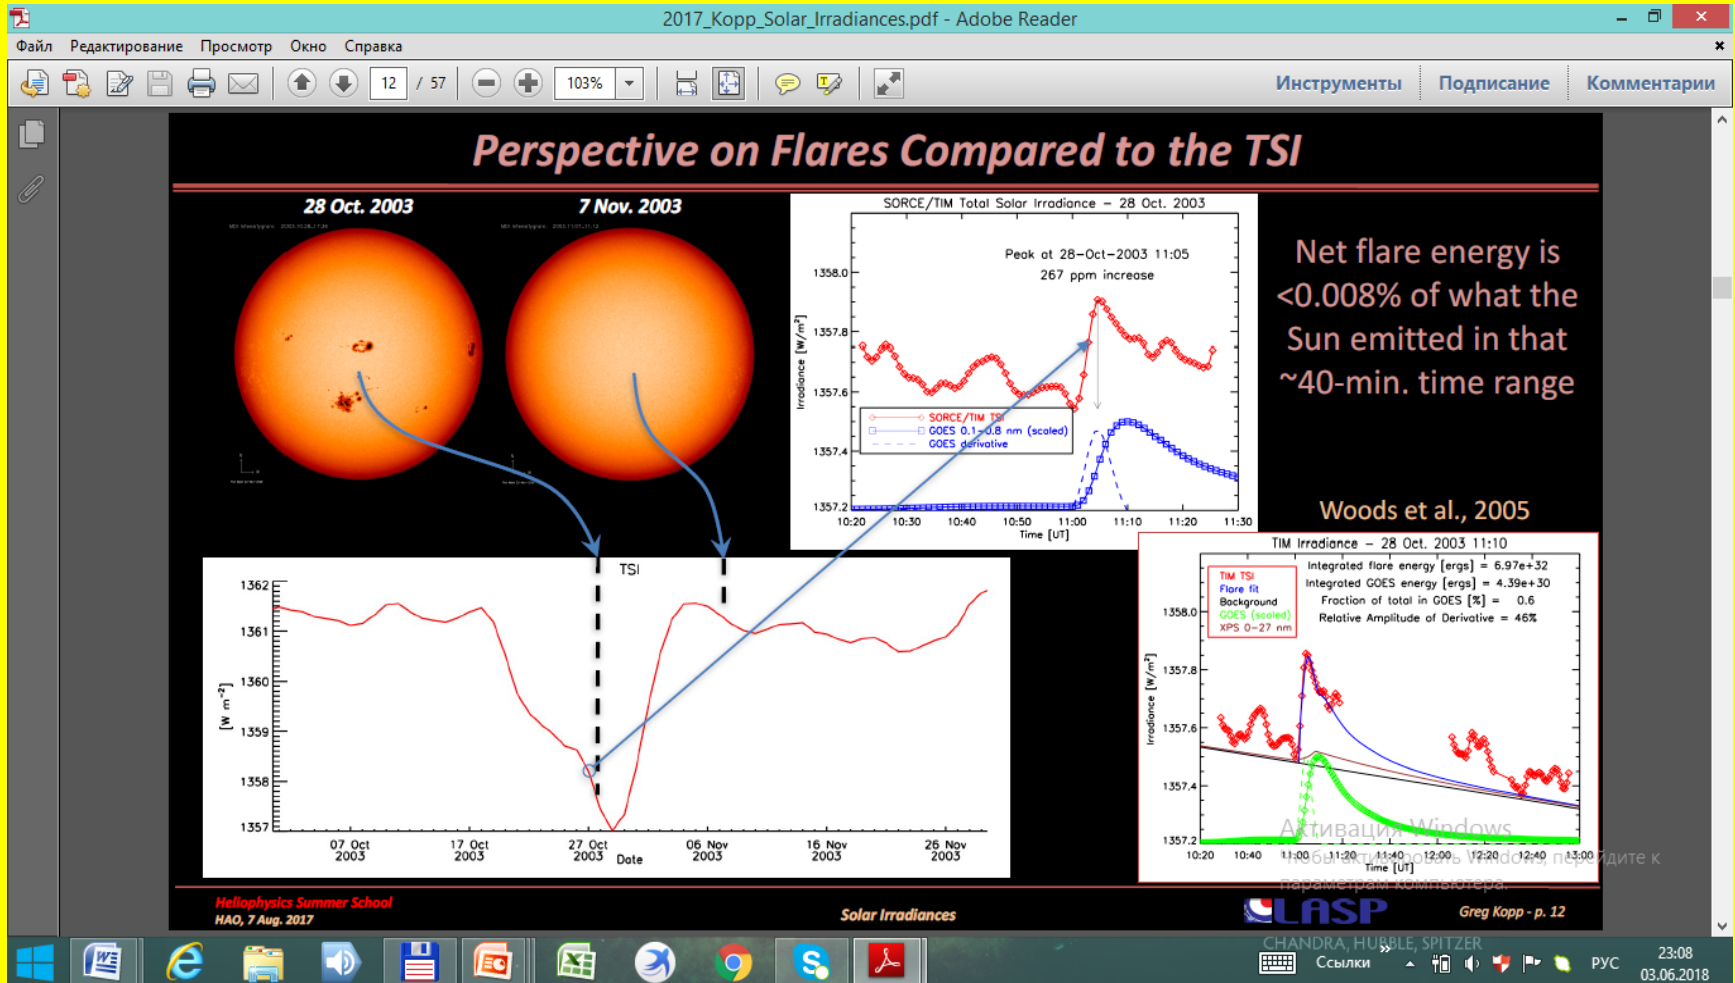 2017_Kopp_Solar_Irradiances.pdf - Adobe Reader
Файл Редактирование Просмотр Окно Справка
12 / 57 103% Инструменты Подписание Комментарии
Perspective on Flares Compared to the TSI
28 Oct. 2003
7 Nov. 2003
SORCE/TIM Total Solar Irradiance – 28 Oct. 2003
Peak at 28-Oct-2003 11:05
267 ppm increase
1358.0
1357.8
1357.6
1357.4
1357.2
Irradiance [W/m²]
SORCE/TIM TSI
GOES 0.1-0.8 nm (scaled)
GOES derivative
10:20 10:30 10:40 10:50 11:00 11:10 11:20 11:30
Time [UT]
Net flare energy is
<0.008% of what the
Sun emitted in that
~40-min. time range
Woods et al., 2005
TSI
1362
1361
1360
1359
1358
1357
[W m⁻²]
07 Oct 2003
17 Oct 2003
27 Oct 2003
06 Nov 2003
16 Nov 2003
26 Nov 2003
Date
TIM Irradiance – 28 Oct. 2003 11:10
Integrated flare energy [ergs] = 6.97e+32
Integrated GOES energy [ergs] = 4.39e+30
Fraction of total in GOES [%] = 0.6
Relative Amplitude of Derivative = 46%
TIM TSI
Flare fit
Background
GOES (scaled)
XPS 0-27 nm
1358.0
1357.8
1357.6
1357.4
1357.2
Irradiance [W/m²]
10:20 10:40 11:00 11:20 11:40 12:00 12:20 12:40 13:00
Time [UT]
Активация Windows
Чтобы активировать Windows, перейдите к
параметрам компьютера.
Heliophysics Summer School
HAO, 7 Aug. 2017
Solar Irradiances
LASP
Greg Kopp - p. 12
CHANDRA, HUBBLE, SPITZER
Ссылки
РУС
23:08
03.06.2018